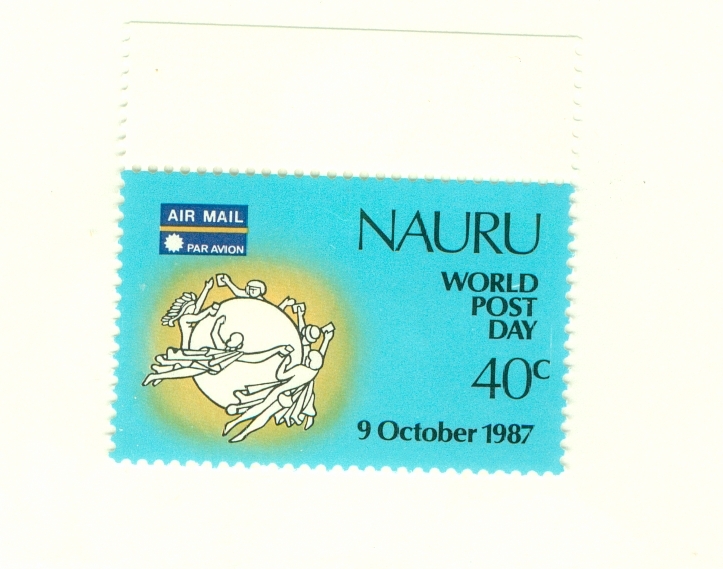 AIR MAIL
PAR AVION
NAURU
WORLD
POST
DAY
40c
9 October 1987